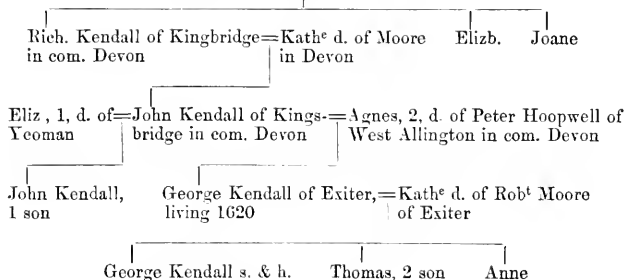 Rich. Kendall of Kingbridge=Kathᵉ d. of Moore Elizb. Joane
in com. Devon in Devon
Eliz, 1, d. of=John Kendall of Kings-=Agnes, 2, d. of Peter Hoopwell of
Yeoman bridge in com. Devon West Allington in com. Devon
John Kendall, George Kendall of Exiter,=Kathᵉ d. of Robᵗ Moore
1 son living 1620 of Exiter
George Kendall s. & h. Thomas, 2 son Anne